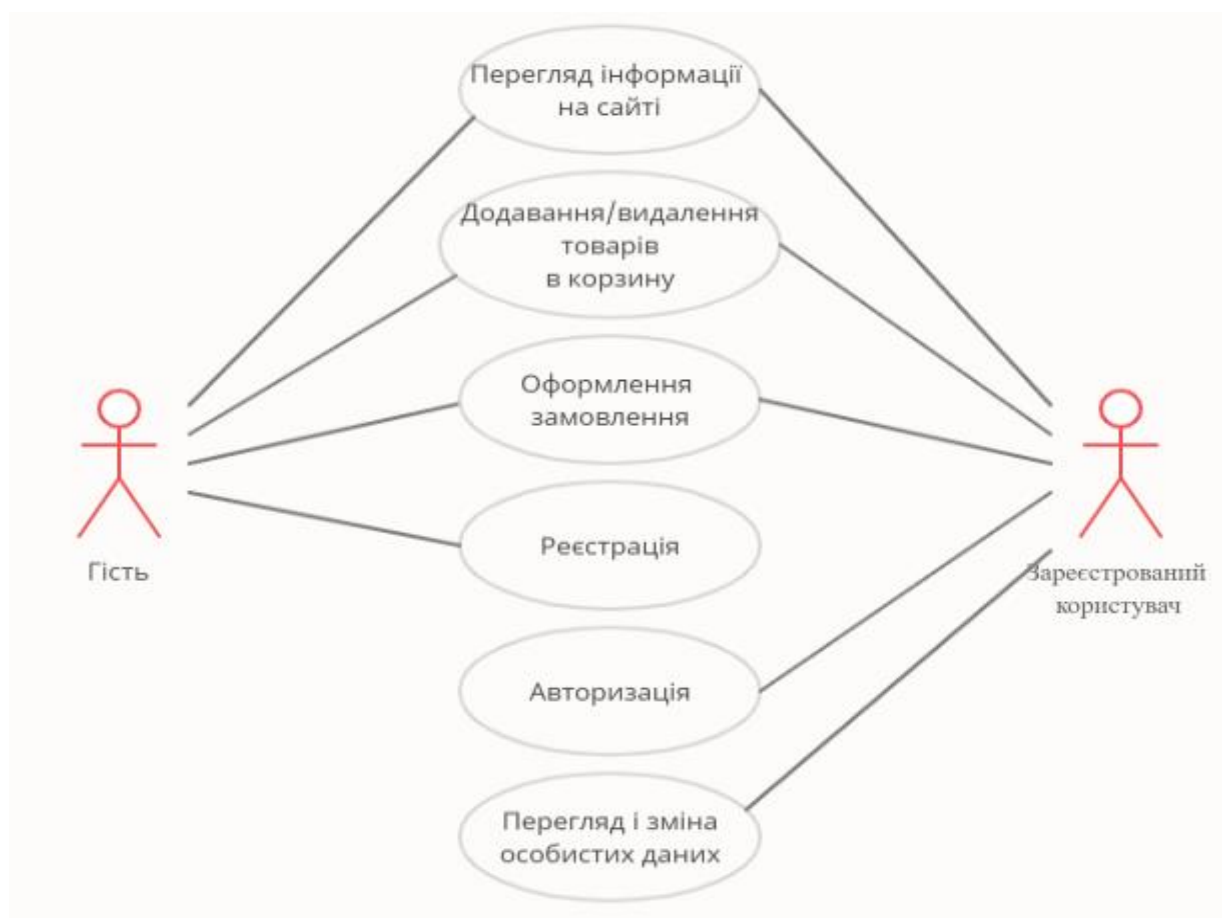 Перегляд інформації
на сайті
Додавання/видалення
товарів
в корзину
Оформлення
замовлення
Реєстрація
Гість
Зареєстрований
користувач
Авторизація
Перегляд і зміна
особистих даних